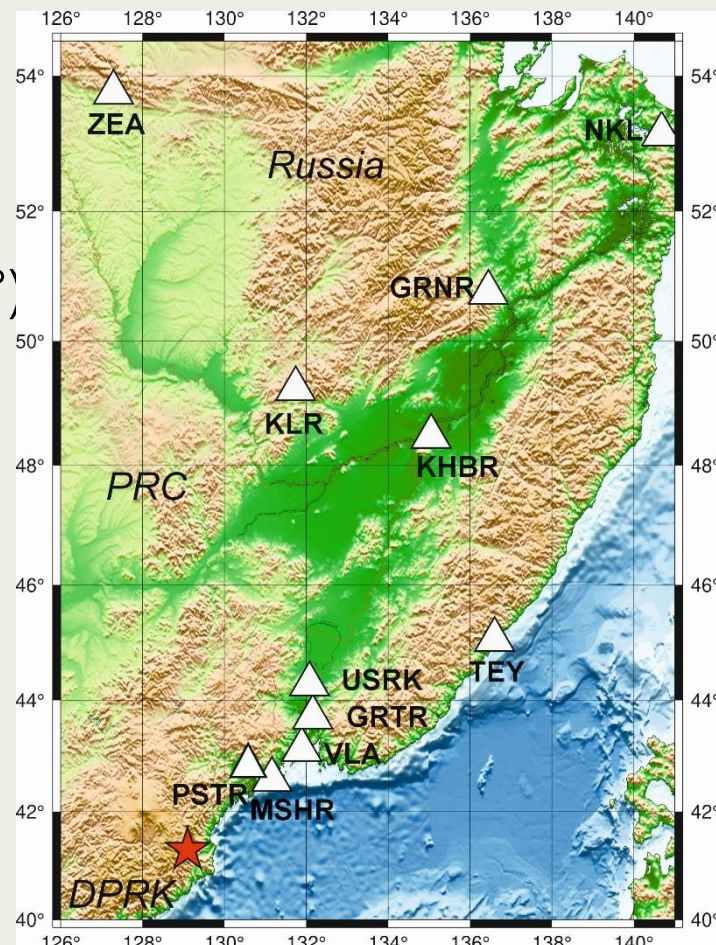 126° 128° 130° 132° 134° 136° 138° 140°
54° 54°
ZEA
NKL
Russia
52° 52°
GRNR
P)
50° 50°
KLR
KHBR
48° 48°
PRC
46° 46°
TEY
44° USRK 44°
GRTR
VLA
PSTR
MSHR
42° 42°
DPRK
40° 40°
126° 128° 130° 132° 134° 136° 138° 140°